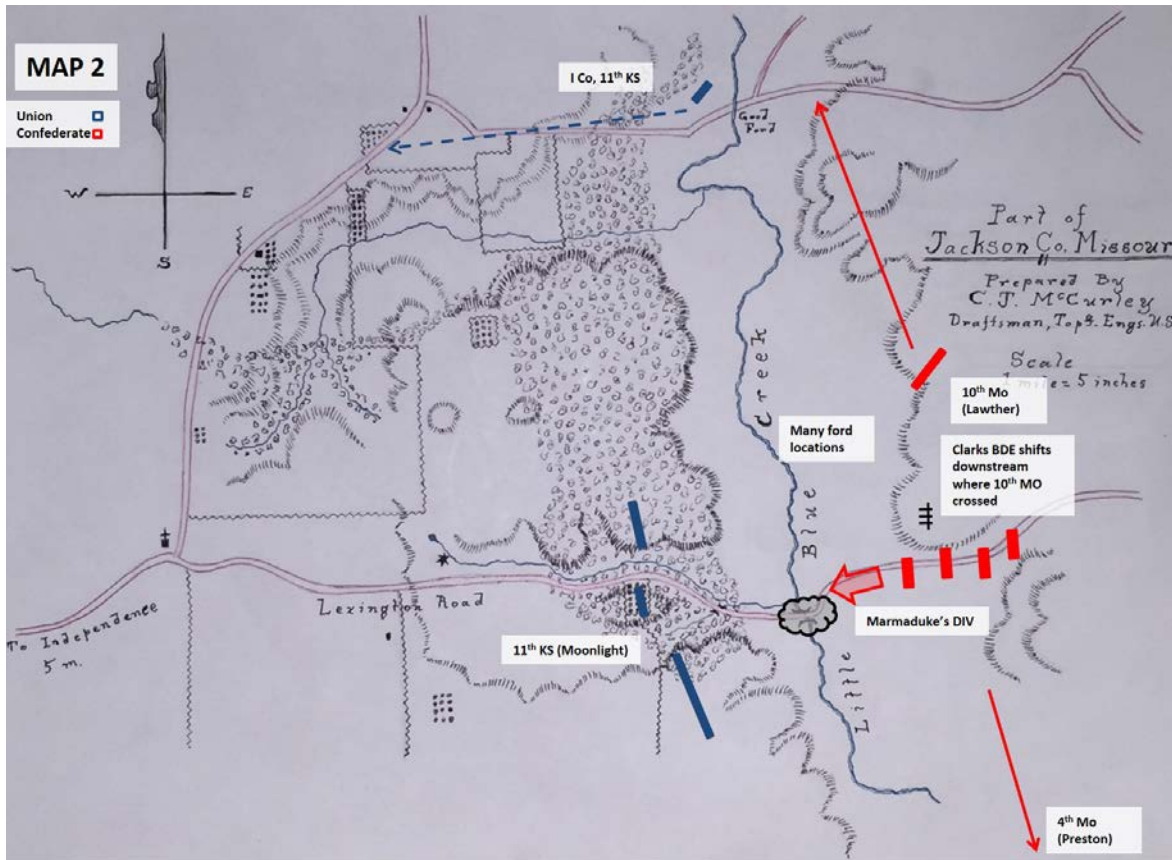 MAP 2
Union
Confederate
W
E
S
I Co, 11th KS
Good
Ford
Part of
Jackson Co. Missour
Prepared By
C. J. McCurley
Draftsman, Topg. Engs. U.S
Scale
1 mile = 5 inches
10th Mo
(Lawther)
Many ford
locations
Clarks BDE shifts
downstream
where 10th MO
crossed
Creek
Blue
Little
Marmaduke's DIV
Lexington Road
To Independence
5 m.
11th KS (Moonlight)
4th Mo
(Preston)